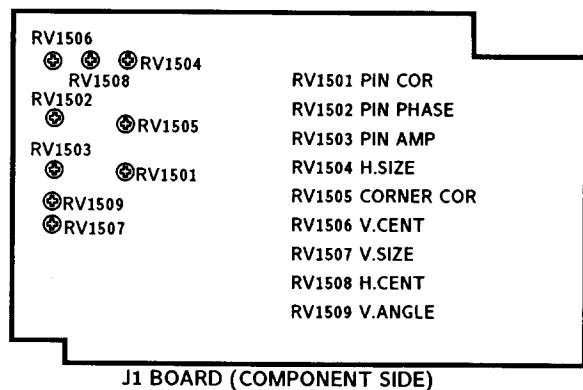 RV1506
RV1504
RV1508
RV1502
RV1505
RV1503
RV1501
RV1509
RV1507
RV1501 PIN COR
RV1502 PIN PHASE
RV1503 PIN AMP
RV1504 H.SIZE
RV1505 CORNER COR
RV1506 V.CENT
RV1507 V.SIZE
RV1508 H.CENT
RV1509 V.ANGLE
J1 BOARD (COMPONENT SIDE)